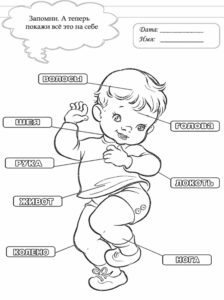 Запомни. А теперь
покажи всё это на себе
Дата:
Имя:
ВОЛОСЫ
ШЕЯ
ГОЛОВА
РУКА
ЛОКОТЬ
ЖИВОТ
КОЛЕНО
НОГА